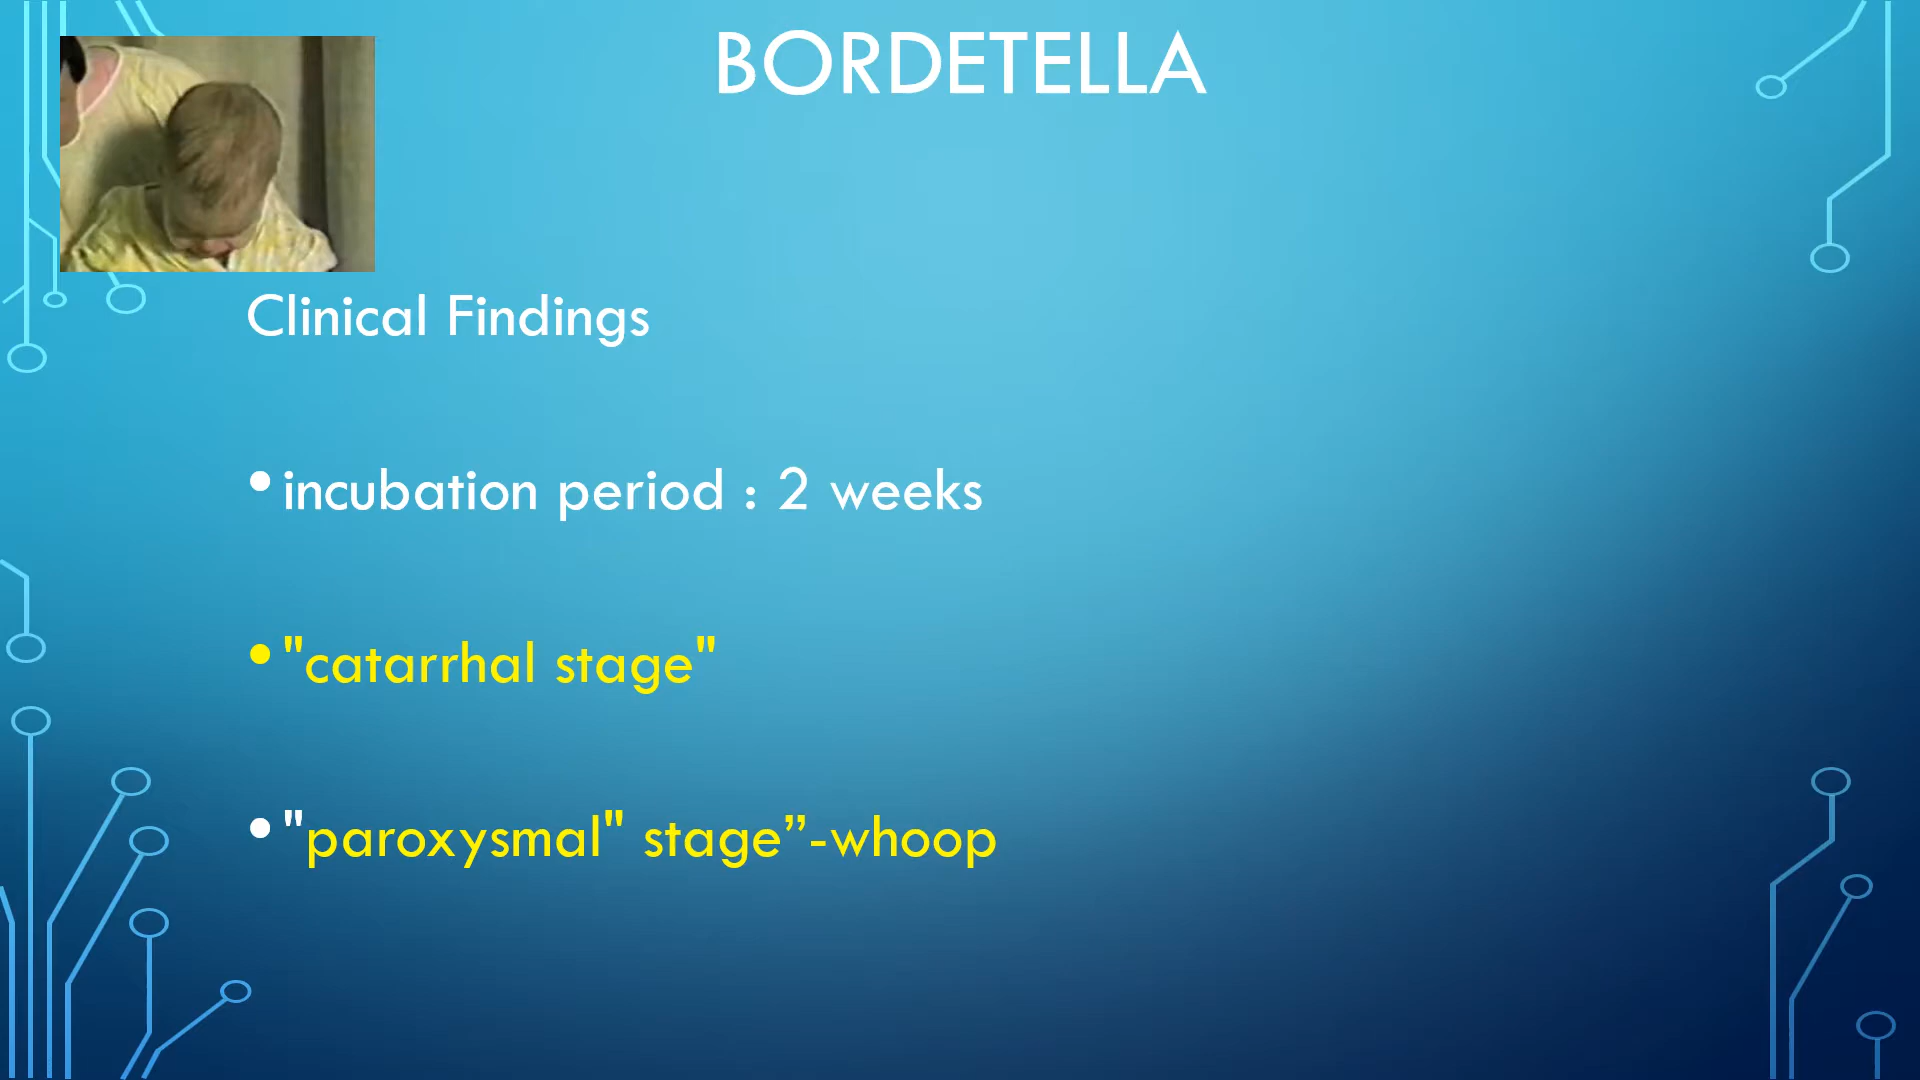 BORDETELLA
Clinical Findings
•incubation period : 2 weeks
•"catarrhal stage"
•"paroxysmal" stage”-whoop